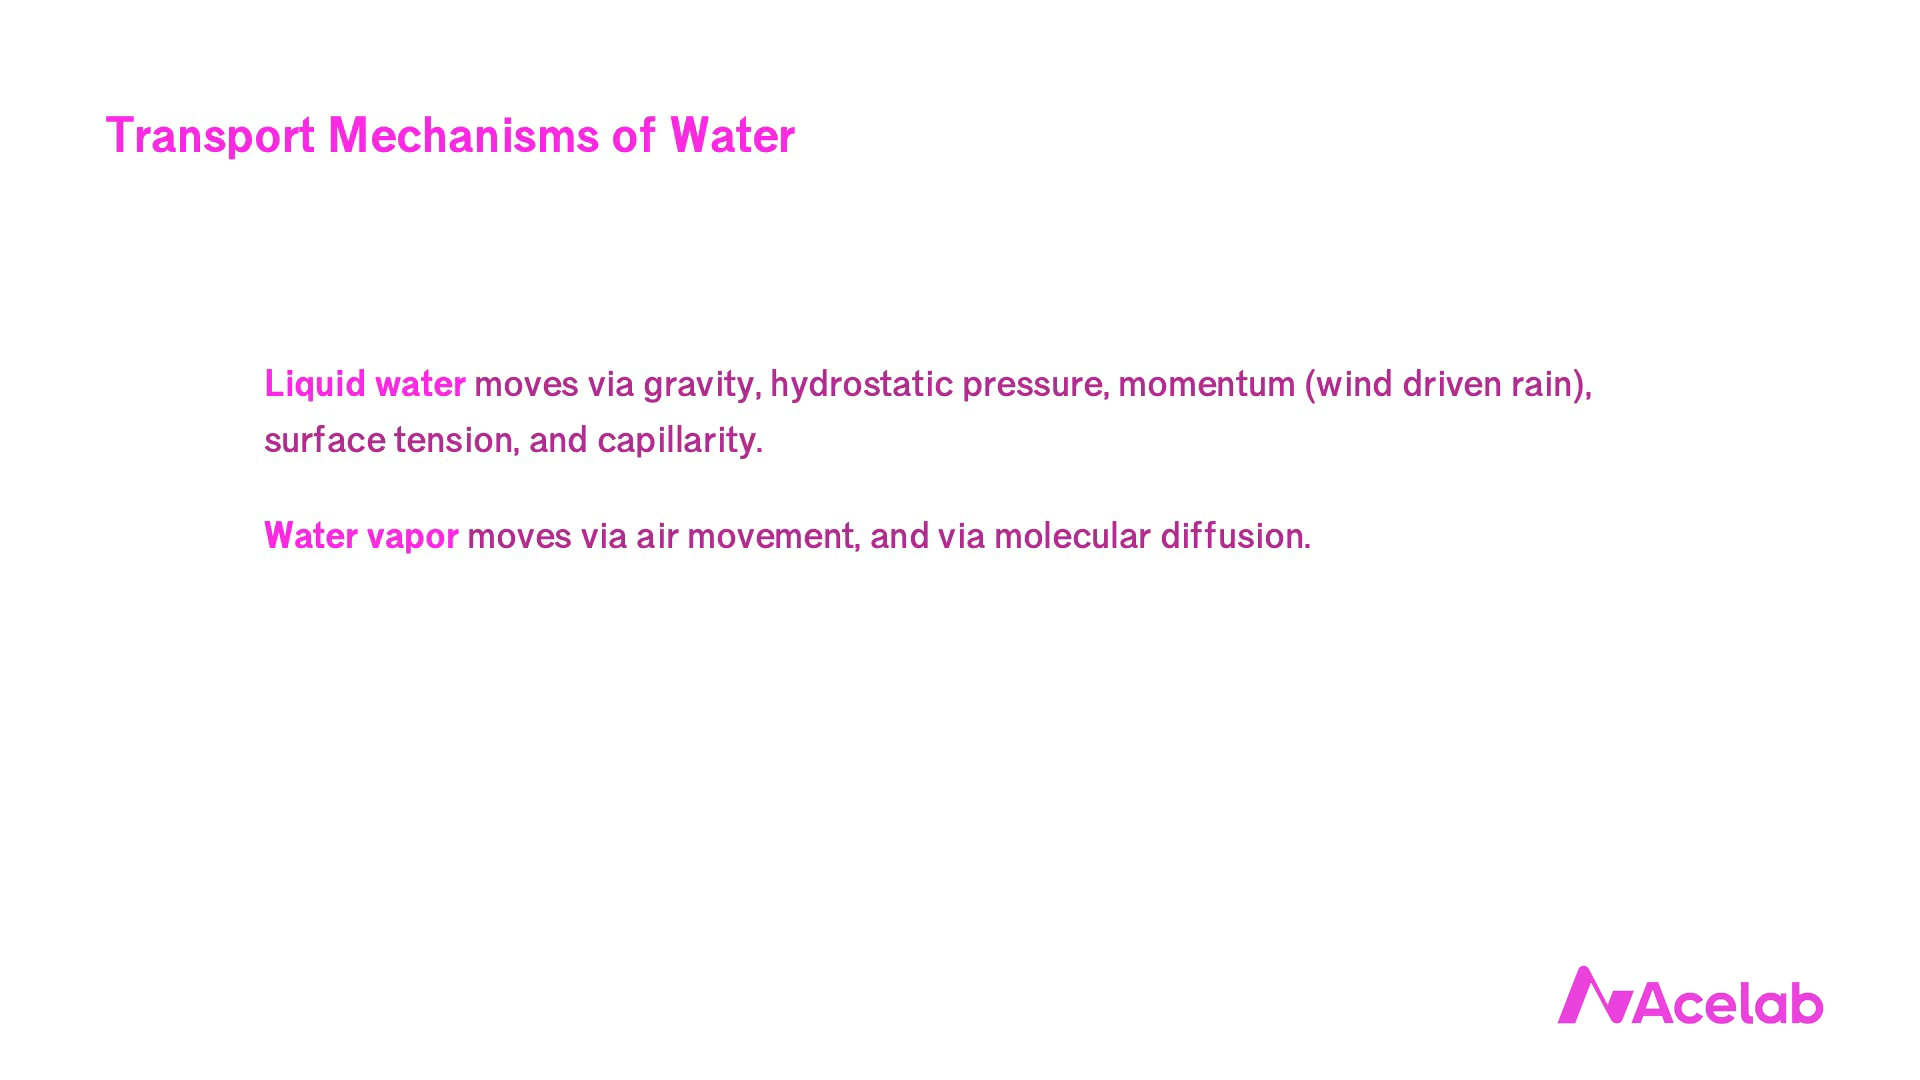 Transport Mechanisms of Water
Liquid water moves via gravity, hydrostatic pressure, momentum (wind driven rain),
surface tension, and capillarity.
Water vapor moves via air movement, and via molecular diffusion.
Acelab